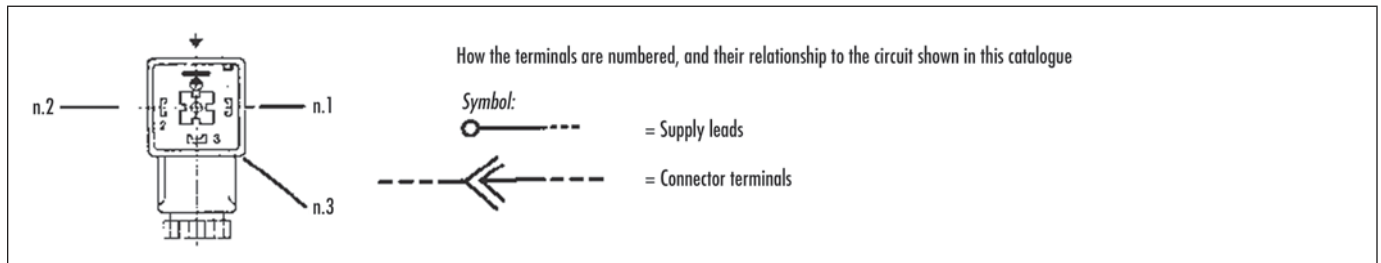 How the terminals are numbered, and their relationship to the circuit shown in this catalogue
n.2
n.1
2
3
n.3
Symbol:
= Supply leads
= Connector terminals